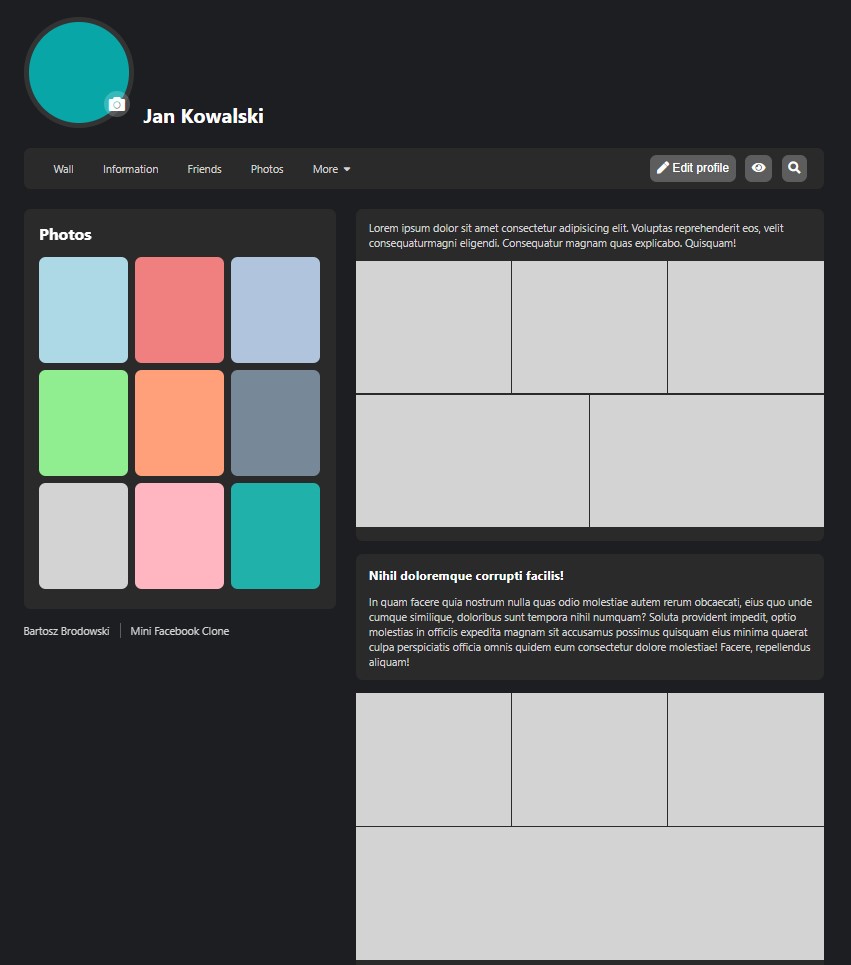 Jan Kowalski
Wall Information Friends Photos More Edit profile
Photos
Lorem ipsum dolor sit amet consectetur adipisicing elit. Voluptas reprehenderit eos, velit
consequaturmagni eligendi. Consequatur magnam quas explicabo. Quisquam!
Nihil doloremque corrupti facilis!
In quam facere quia nostrum nulla quas odio molestiae autem rerum obcaecati, eius quo unde
cumque similique, doloribus sunt tempora nihil numquam? Soluta provident impedit, optio
molestias in officiis expedita magnam sit accusamus possimus quisquam eius minima quaerat
culpa perspiciatis officia omnis quidem eum consectetur dolore molestiae! Facere, repellendus
aliquam!
Bartosz Brodowski Mini Facebook Clone